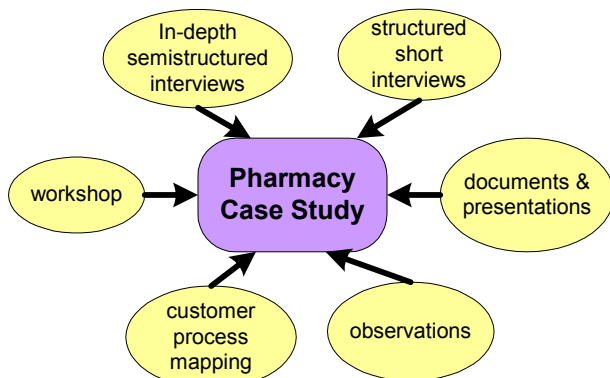 In-depth
semistructured
interviews
structured
short
interviews
workshop
Pharmacy
Case Study
documents &
presentations
customer
process
mapping
observations